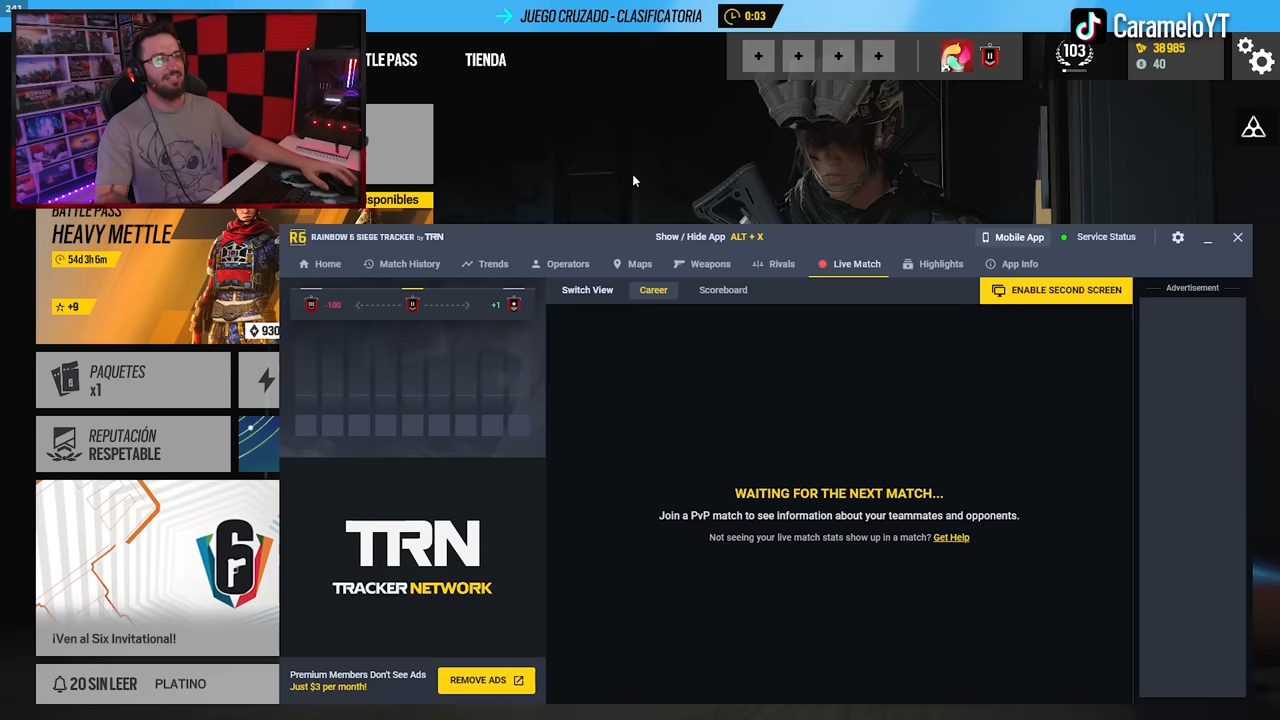 241
JUEGO CRUZADO - CLASIFICATORIA
0:03
CarameloYT
TLE PASS
TIENDA
103
38 985
40
sponibles
BATTLE PASS
HEAVY METTLE
54d 3h 6m
+9
930
R6 RAINBOW 6 SIEGE TRACKER by TRN
Show / Hide App ALT + X
Mobile App
Service Status
Home
Match History
Trends
Operators
Maps
Weapons
Rivals
Live Match
Highlights
App Info
Switch View
Career
Scoreboard
ENABLE SECOND SCREEN
Advertisement
-100
+1
PAQUETES
x1
REPUTACIÓN
RESPETABLE
WAITING FOR THE NEXT MATCH...
Join a PvP match to see information about your teammates and opponents.
Not seeing your live match stats show up in a match? Get Help
TRN
TRACKER NETWORK
6
¡Ven al Six Invitational!
20 SIN LEER
PLATINO
Premium Members Don't See Ads
Just $3 per month!
REMOVE ADS